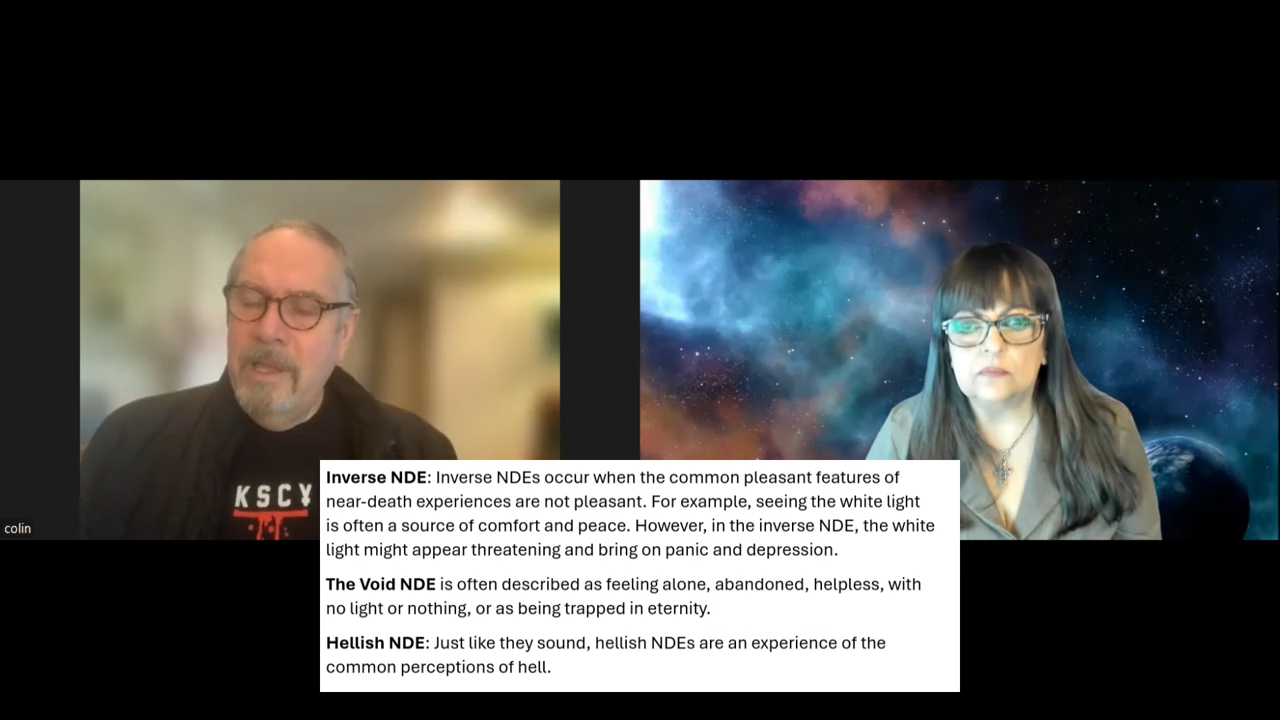 KSCY
colin
Inverse NDE: Inverse NDEs occur when the common pleasant features of
near-death experiences are not pleasant. For example, seeing the white light
is often a source of comfort and peace. However, in the inverse NDE, the white
light might appear threatening and bring on panic and depression.
The Void NDE is often described as feeling alone, abandoned, helpless, with
no light or nothing, or as being trapped in eternity.
Hellish NDE: Just like they sound, hellish NDEs are an experience of the
common perceptions of hell.